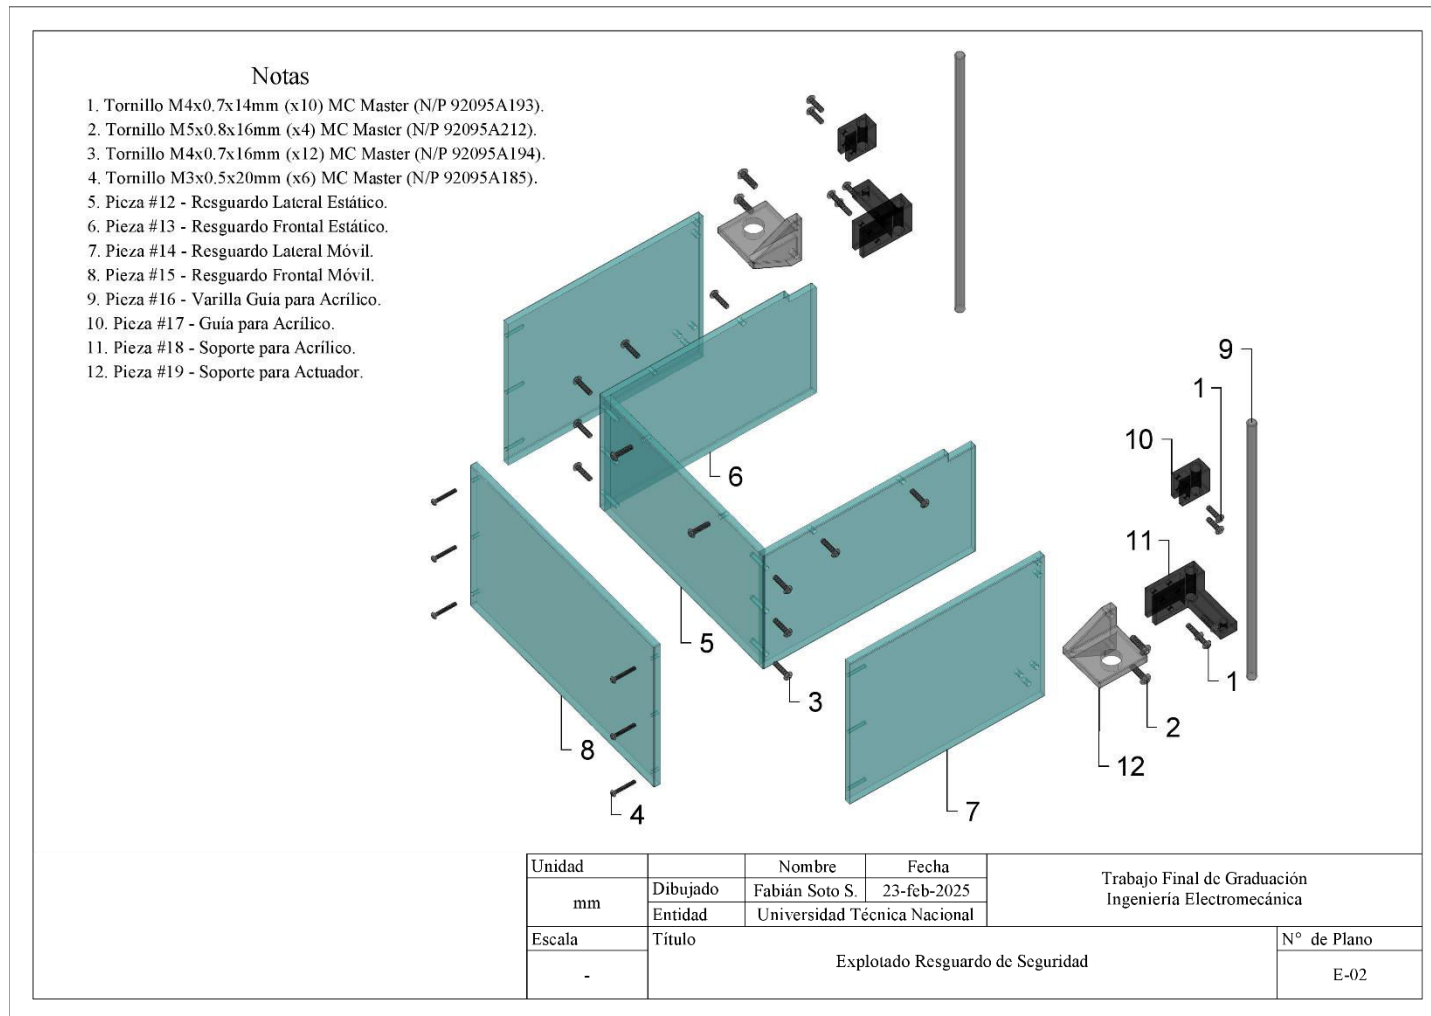 Notas
1. Tornillo M4x0.7x14mm (x10) MC Master (N/P 92095A193).
2. Tornillo M5x0.8x16mm (x4) MC Master (N/P 92095A212).
3. Tornillo M4x0.7x16mm (x12) MC Master (N/P 92095A194).
4. Tornillo M3x0.5x20mm (x6) MC Master (N/P 92095A185).
5. Pieza #12 - Resguardo Lateral Estático.
6. Pieza #13 - Resguardo Frontal Estático.
7. Pieza #14 - Resguardo Lateral Móvil.
8. Pieza #15 - Resguardo Frontal Móvil.
9. Pieza #16 - Varilla Guía para Acrílico.
10. Pieza #17 - Guía para Acrílico.
11. Pieza #18 - Soporte para Acrílico.
12. Pieza #19 - Soporte para Actuador.
9
1
10
6
11
5
3
1
2
8
12
4
7
Unidad
mm
Nombre
Fecha
Dibujado
Fabián Soto S.
23-feb-2025
Entidad
Universidad Técnica Nacional
Trabajo Final de Graduación
Ingeniería Electromecánica
Escala
-
Título
Explotado Resguardo de Seguridad
N° de Plano
E-02